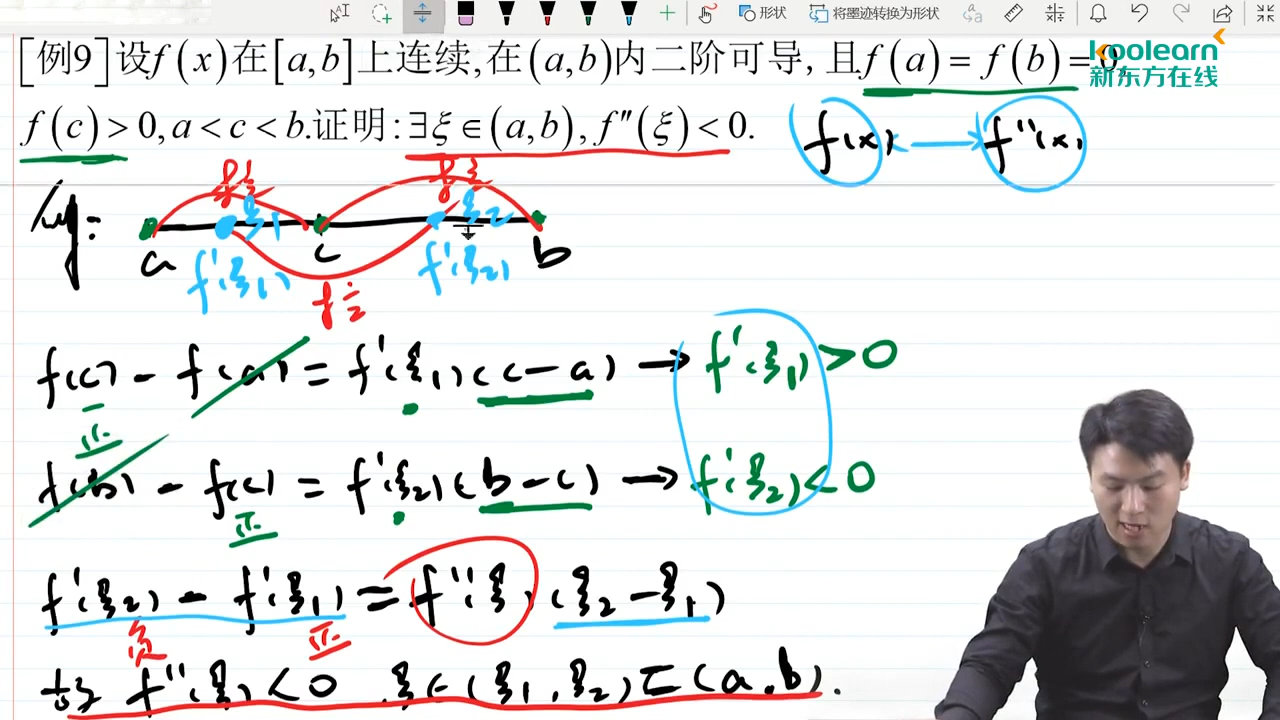 形状 将墨迹转换为形状
[例9]设f(x)在[a,b]上连续,在(a,b)内二阶可导,且f(a)=f(b)=0,
koolearn
新东方在线
f(c)>0,a<c<b.证明:∃ξ∈(a,b),f″(ξ)<0.
f(x) ⟷ f''(x)
ξ₁ ξ₂
a c b
f'(ξ₁) f'(ξ₂)
f(c) - f(a) = f'(ξ₁)(c-a) → f'(ξ₁)>0
正
f(b) - f(c) = f'(ξ₂)(b-c) → f'(ξ₂)<0
正
f'(ξ₂) - f'(ξ₁) = f''(ξ)(ξ₂-ξ₁)
负 正
故 f''(ξ)<0, ξ∈(ξ₁,ξ₂)⊂(a,b).